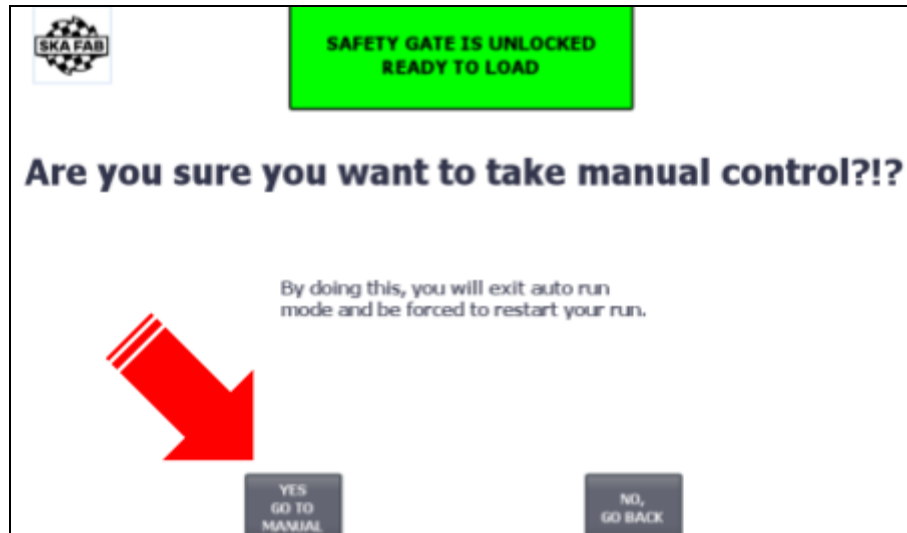 SKA FAB
SAFETY GATE IS UNLOCKED
READY TO LOAD
Are you sure you want to take manual control?!?
By doing this, you will exit auto run
mode and be forced to restart your run.
YES
GO TO
MANUAL
NO,
GO BACK